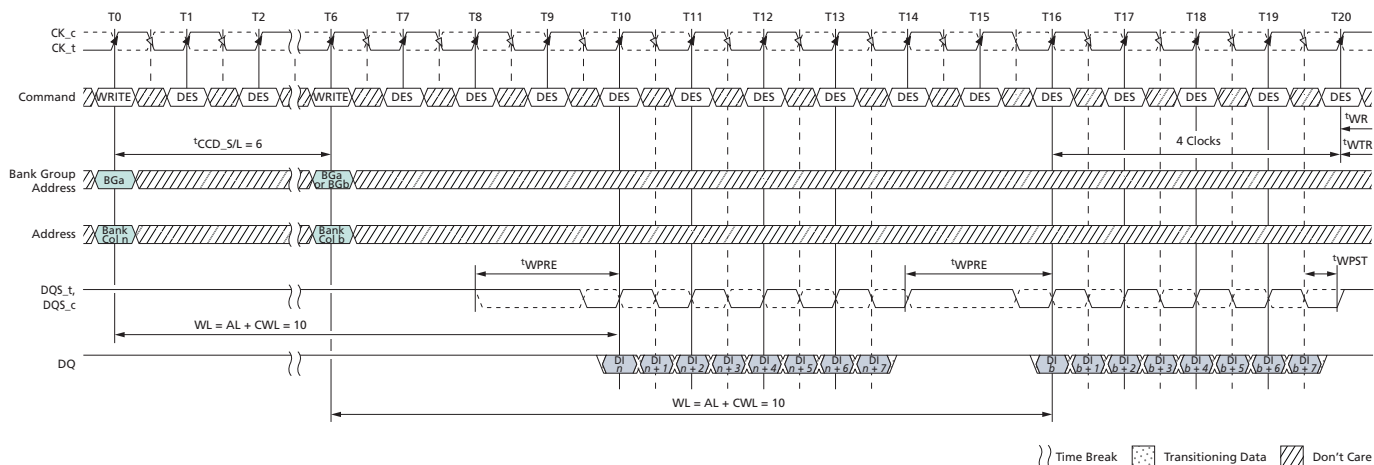 T0 T1 T2 T6 T7 T8 T9 T10 T11 T12 T13 T14 T15 T16 T17 T18 T19 T20
CK_c
CK_t
Command WRITE DES DES WRITE DES DES DES DES DES DES DES DES DES DES DES DES DES DES
tWR
tCCD_S/L = 6 4 Clocks tWTR
Bank Group
Address BGa BGa
or BGb
Address Bank
Col n Bank
Col b
tWPRE tWPRE tWPST
DQS_t,
DQS_c
WL = AL + CWL = 10
DQ DI
n DI
n + 1 DI
n + 2 DI
n + 3 DI
n + 4 DI
n + 5 DI
n + 6 DI
n + 7 DI
b DI
b + 1 DI
b + 2 DI
b + 3 DI
b + 4 DI
b + 5 DI
b + 6 DI
b + 7
WL = AL + CWL = 10
Time Break Transitioning Data Don't Care